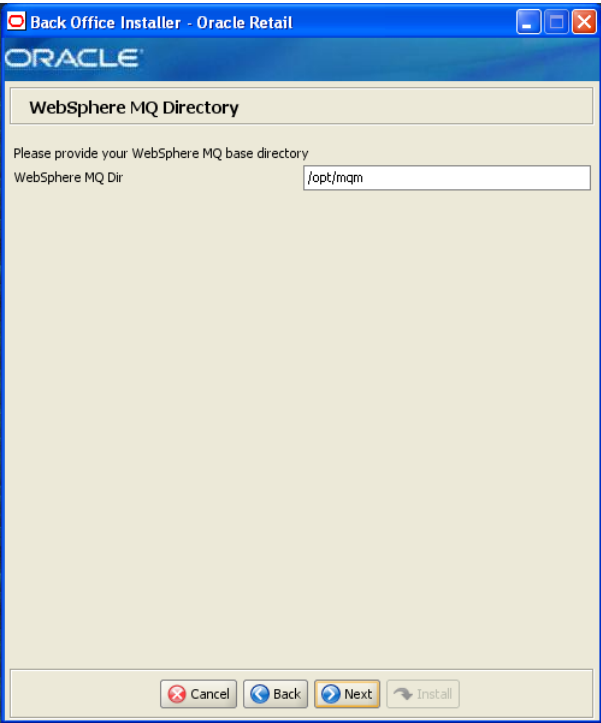 Back Office Installer - Oracle Retail
ORACLE
WebSphere MQ Directory
Please provide your WebSphere MQ base directory
WebSphere MQ Dir /opt/mqm
Cancel Back Next Install